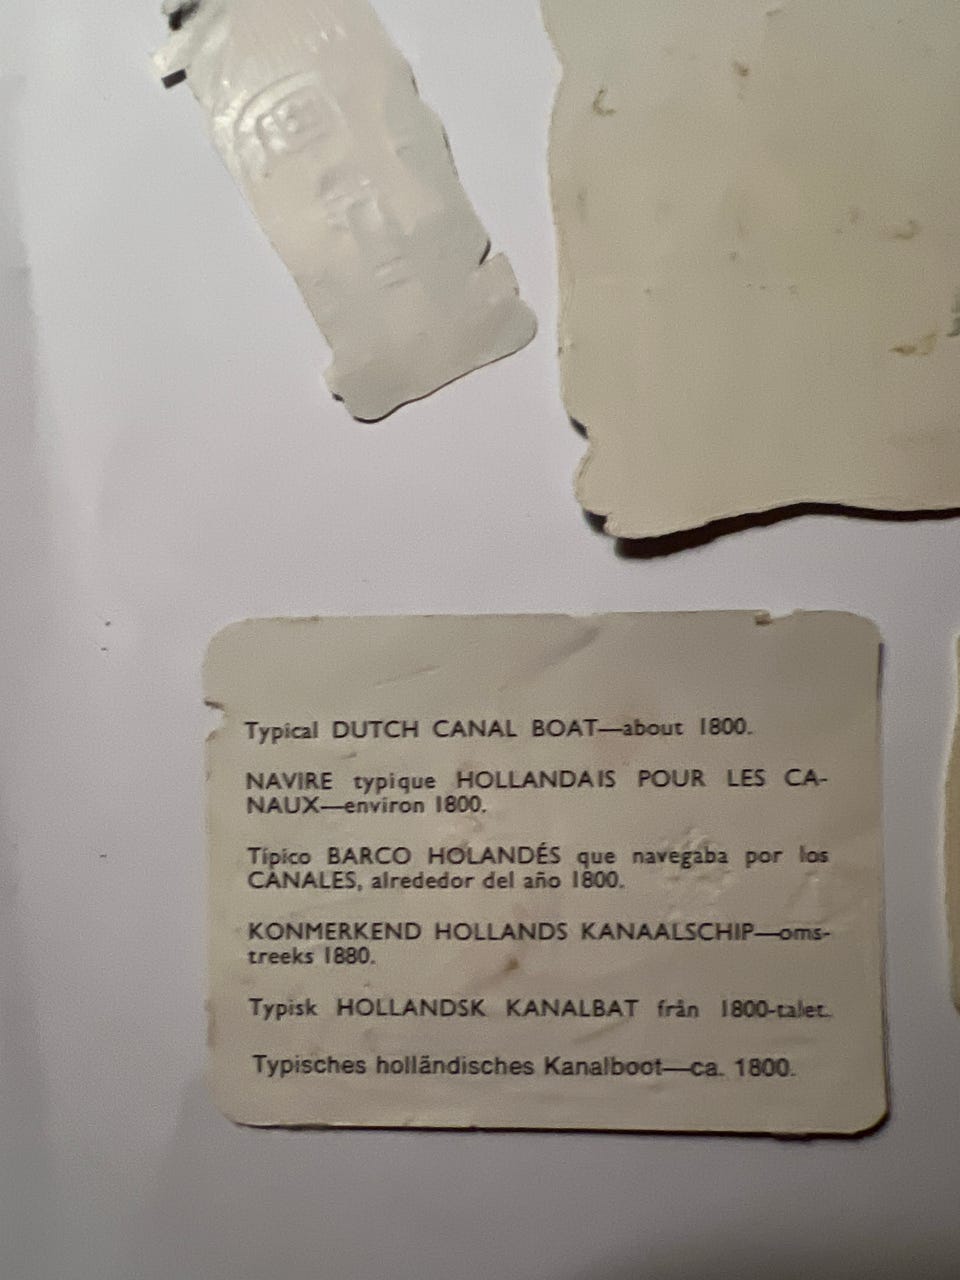 Typical DUTCH CANAL BOAT—about 1800.
NAVIRE typique HOLLANDAIS POUR LES CA-
NAUX—environ 1800.
Típico BARCO HOLANDÉS que navegaba por los
CANALES, alrededor del año 1800.
KONMERKEND HOLLANDS KANAALSCHIP—oms-
treeks 1880.
Typisk HOLLANDSK KANALBAT från 1800-talet.
Typisches holländisches Kanalboot—ca. 1800.